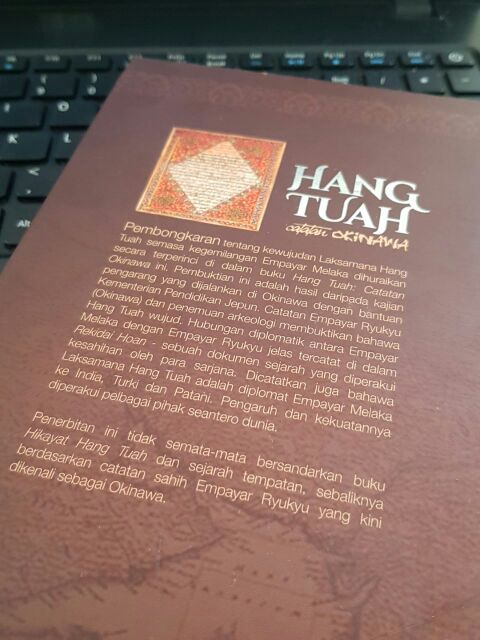 HANG
TUAH
catatan OKINAWA
Pembongkaran tentang kewujudan Laksamana Hang
Tuah semasa kegemilangan Empayar Melaka dihuraikan
secara terperinci di dalam buku Hang Tuah: Catatan
Okinawa ini. Pembuktian ini adalah hasil daripada kajian
pengarang yang dijalankan di Okinawa dengan bantuan
Kementerian Pendidikan Jepun. Catatan Empayar Ryukyu
(Okinawa) dan penemuan arkeologi membuktikan bahawa
Hang Tuah wujud. Hubungan diplomatik antara Empayar
Melaka dengan Empayar Ryukyu jelas tercatat di dalam
Rekidai Hoan - sebuah dokumen sejarah yang diperakui
kesahihan oleh para sarjana. Dicatatkan juga bahawa
Laksamana Hang Tuah adalah diplomat Empayar Melaka
ke India, Turki dan Patani. Pengaruh dan kekuatannya
diperakui pelbagai pihak seantero dunia.
Penerbitan ini tidak semata-mata bersandarkan buku
Hikayat Hang Tuah dan sejarah tempatan, sebaliknya
berdasarkan catatan sahih Empayar Ryukyu yang kini
dikenali sebagai Okinawa.